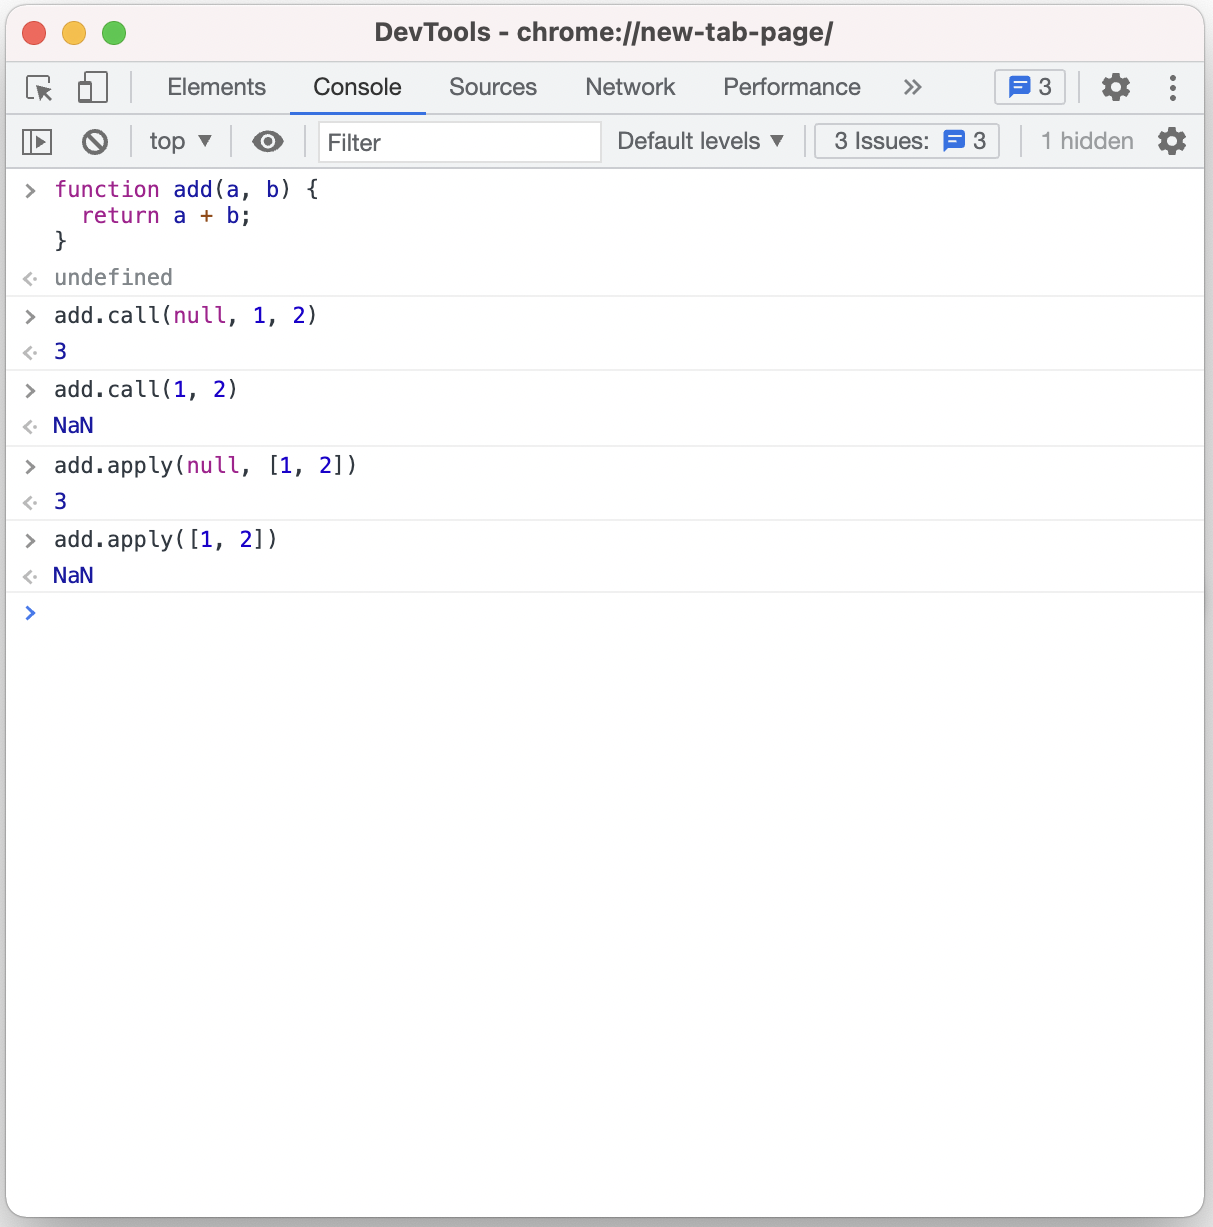 DevTools - chrome://new-tab-page/
Elements Console Sources Network Performance 3
top Filter Default levels 3 Issues: 3 1 hidden
> function add(a, b) {
return a + b;
}
undefined
> add.call(null, 1, 2)
3
> add.call(1, 2)
NaN
> add.apply(null, [1, 2])
3
> add.apply([1, 2])
NaN
>